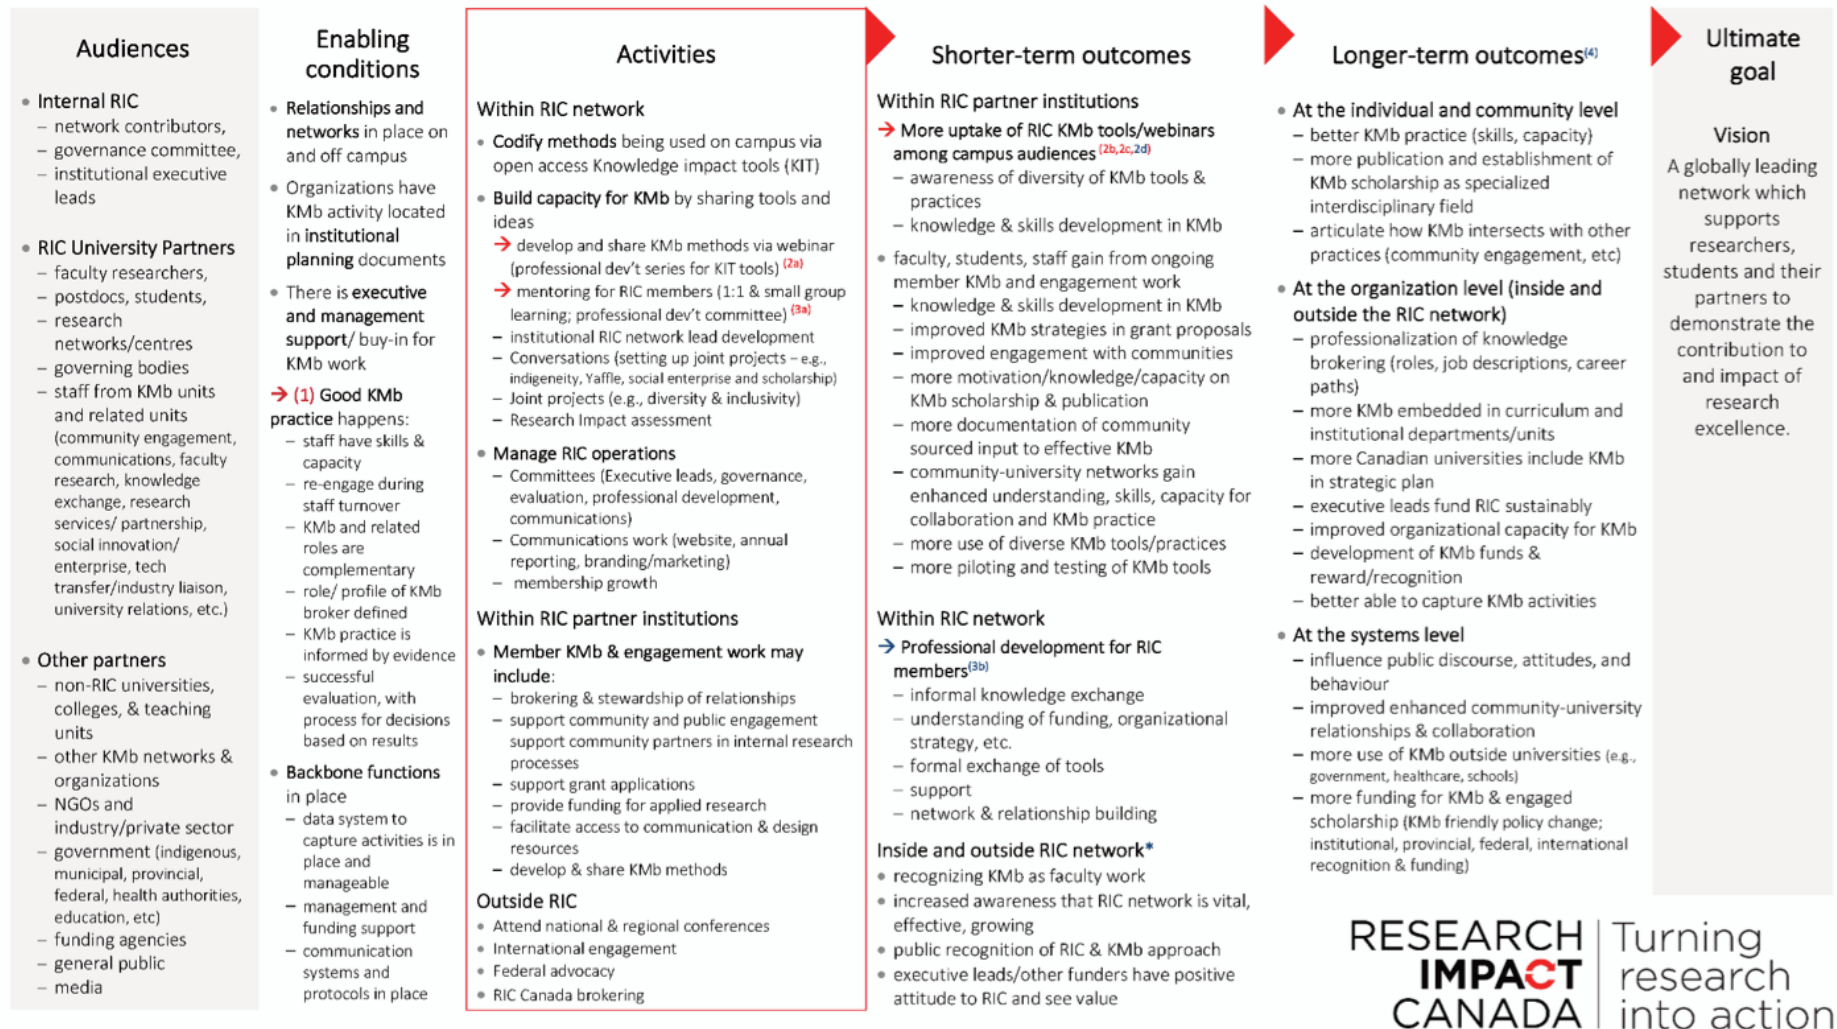 Audiences
• Internal RIC
– network contributors,
– governance committee,
– institutional executive
leads
• RIC University Partners
– faculty researchers,
– postdocs, students,
– research
networks/centres
– governing bodies
– staff from KMb units
and related units
(community engagement,
communications, faculty
research, knowledge
exchange, research
services/ partnership,
social innovation/
enterprise, tech
transfer/industry liaison,
university relations, etc.)
• Other partners
– non-RIC universities,
colleges, & teaching
units
– other KMb networks &
organizations
– NGOs and
industry/private sector
– government (indigenous,
municipal, provincial,
federal, health authorities,
education, etc)
– funding agencies
– general public
– media
Enabling
conditions
• Relationships and
networks in place on
and off campus
• Organizations have
KMb activity located
in institutional
planning documents
• There is executive
and management
support/ buy-in for
KMb work
→ (1) Good KMb
practice happens:
– staff have skills &
capacity
– re-engage during
staff turnover
– KMb and related
roles are
complementary
– role/ profile of KMb
broker defined
– KMb practice is
informed by evidence
– successful
evaluation, with
process for decisions
based on results
• Backbone functions
in place
– data system to
capture activities is in
place and
manageable
– management and
funding support
– communication
systems and
protocols in place
Activities
Within RIC network
• Codify methods being used on campus via
open access Knowledge impact tools (KIT)
• Build capacity for KMb by sharing tools and
ideas
→ develop and share KMb methods via webinar
(professional dev't series for KIT tools) (2a)
→ mentoring for RIC members (1:1 & small group
learning; professional dev't committee) (3a)
– institutional RIC network lead development
– Conversations (setting up joint projects – e.g.,
indigeneity, Yaffle, social enterprise and scholarship)
– Joint projects (e.g., diversity & inclusivity)
– Research Impact assessment
• Manage RIC operations
– Committees (Executive leads, governance,
evaluation, professional development,
communications)
– Communications work (website, annual
reporting, branding/marketing)
– membership growth
Within RIC partner institutions
• Member KMb & engagement work may
include:
– brokering & stewardship of relationships
– support community and public engagement
support community partners in internal research
processes
– support grant applications
– provide funding for applied research
– facilitate access to communication & design
resources
– develop & share KMb methods
Outside RIC
• Attend national & regional conferences
• International engagement
• Federal advocacy
• RIC Canada brokering
Shorter-term outcomes
Within RIC partner institutions
→ More uptake of RIC KMb tools/webinars
among campus audiences (2b,2c,2d)
– awareness of diversity of KMb tools &
practices
– knowledge & skills development in KMb
• faculty, students, staff gain from ongoing
member KMb and engagement work
– knowledge & skills development in KMb
– improved KMb strategies in grant proposals
– improved engagement with communities
– more motivation/knowledge/capacity on
KMb scholarship & publication
– more documentation of community
sourced input to effective KMb
– community-university networks gain
enhanced understanding, skills, capacity for
collaboration and KMb practice
– more use of diverse KMb tools/practices
– more piloting and testing of KMb tools
Within RIC network
→ Professional development for RIC
members(3b)
– informal knowledge exchange
– understanding of funding, organizational
strategy, etc.
– formal exchange of tools
– support
– network & relationship building
Inside and outside RIC network*
• recognizing KMb as faculty work
• increased awareness that RIC network is vital,
effective, growing
• public recognition of RIC & KMb approach
• executive leads/other funders have positive
attitude to RIC and see value
Longer-term outcomes(4)
• At the individual and community level
– better KMb practice (skills, capacity)
– more publication and establishment of
KMb scholarship as specialized
interdisciplinary field
– articulate how KMb intersects with other
practices (community engagement, etc)
• At the organization level (inside and
outside the RIC network)
– professionalization of knowledge
brokering (roles, job descriptions, career
paths)
– more KMb embedded in curriculum and
institutional departments/units
– more Canadian universities include KMb
in strategic plan
– executive leads fund RIC sustainably
– improved organizational capacity for KMb
– development of KMb funds &
reward/recognition
– better able to capture KMb activities
• At the systems level
– influence public discourse, attitudes, and
behaviour
– improved enhanced community-university
relationships & collaboration
– more use of KMb outside universities (e.g.,
government, healthcare, schools)
– more funding for KMb & engaged
scholarship (KMb friendly policy change;
institutional, provincial, federal, international
recognition & funding)
Ultimate
goal
Vision
A globally leading
network which
supports
researchers,
students and their
partners to
demonstrate the
contribution to
and impact of
research
excellence.
RESEARCH
IMPACT
CANADA
Turning
research
into action